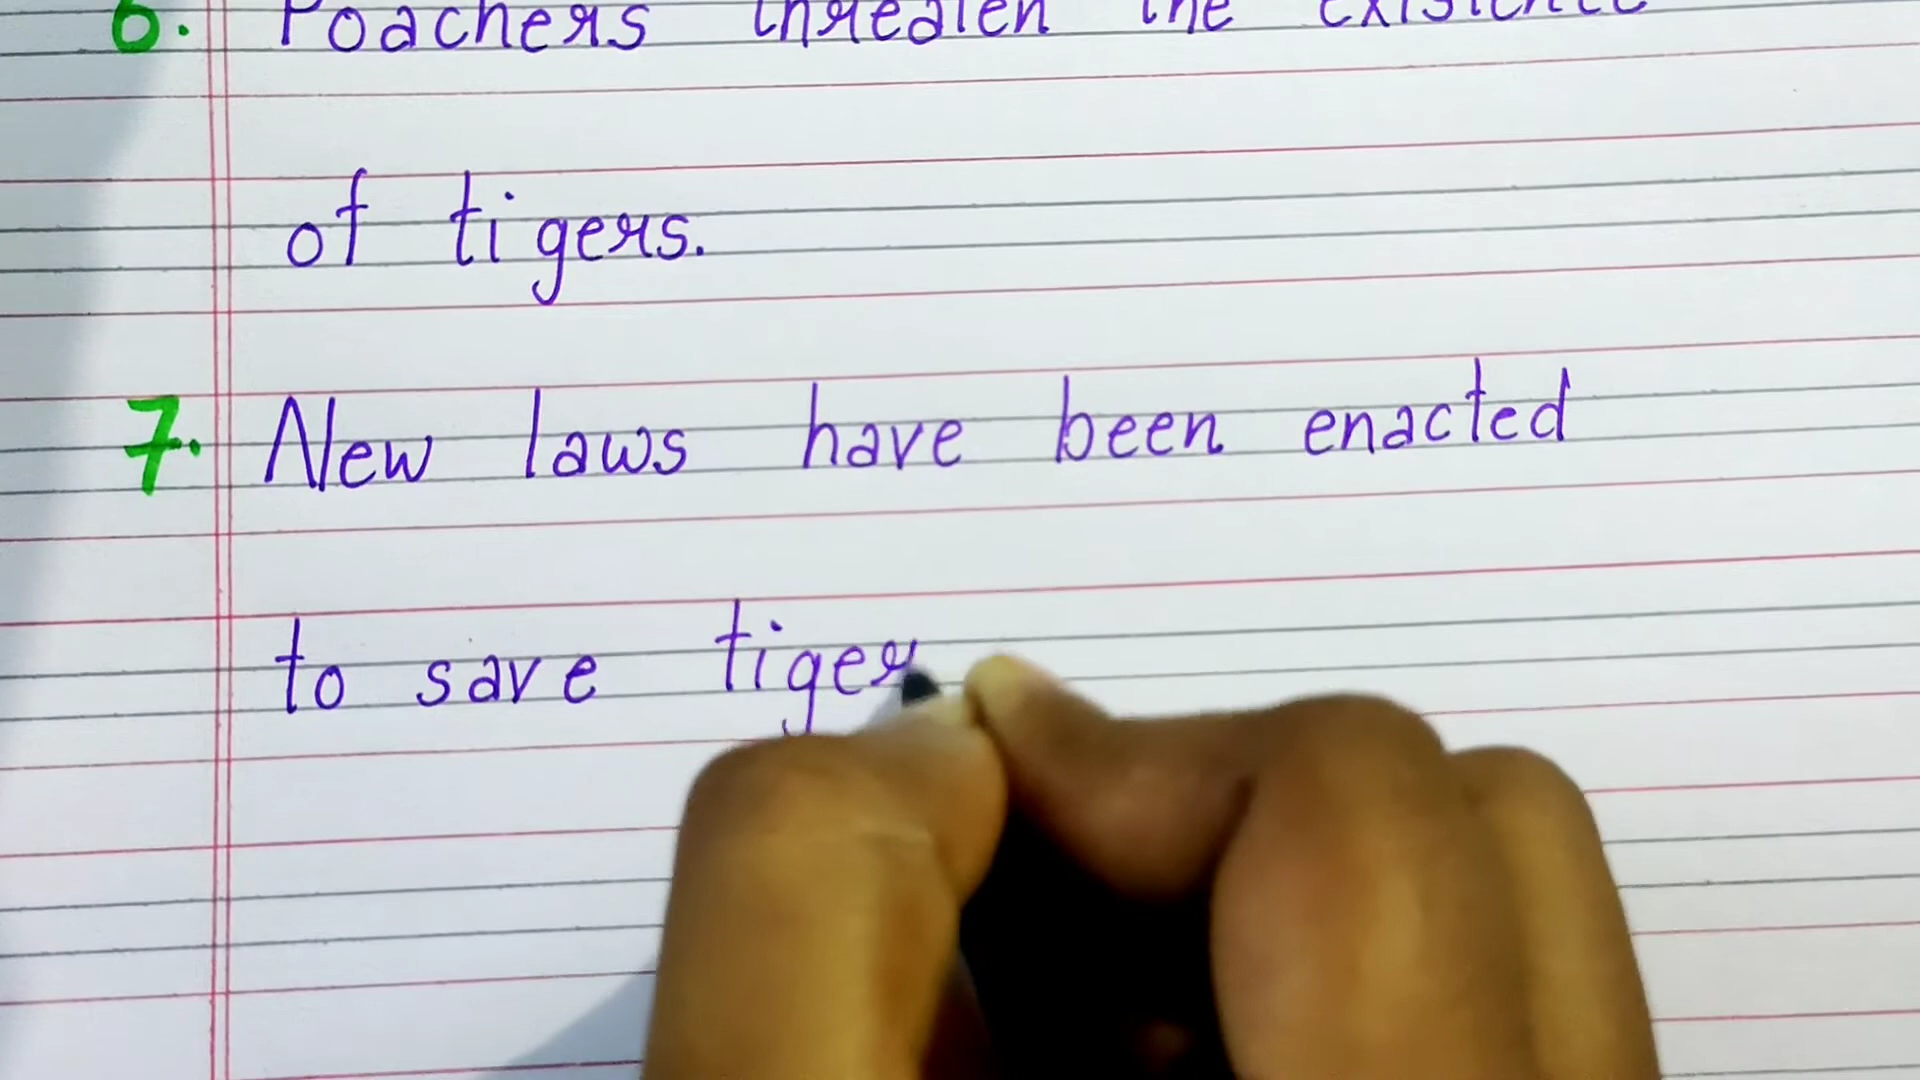 6. Poachers threaten the existence
of tigers.
7. New laws have been enacted
to save tiger